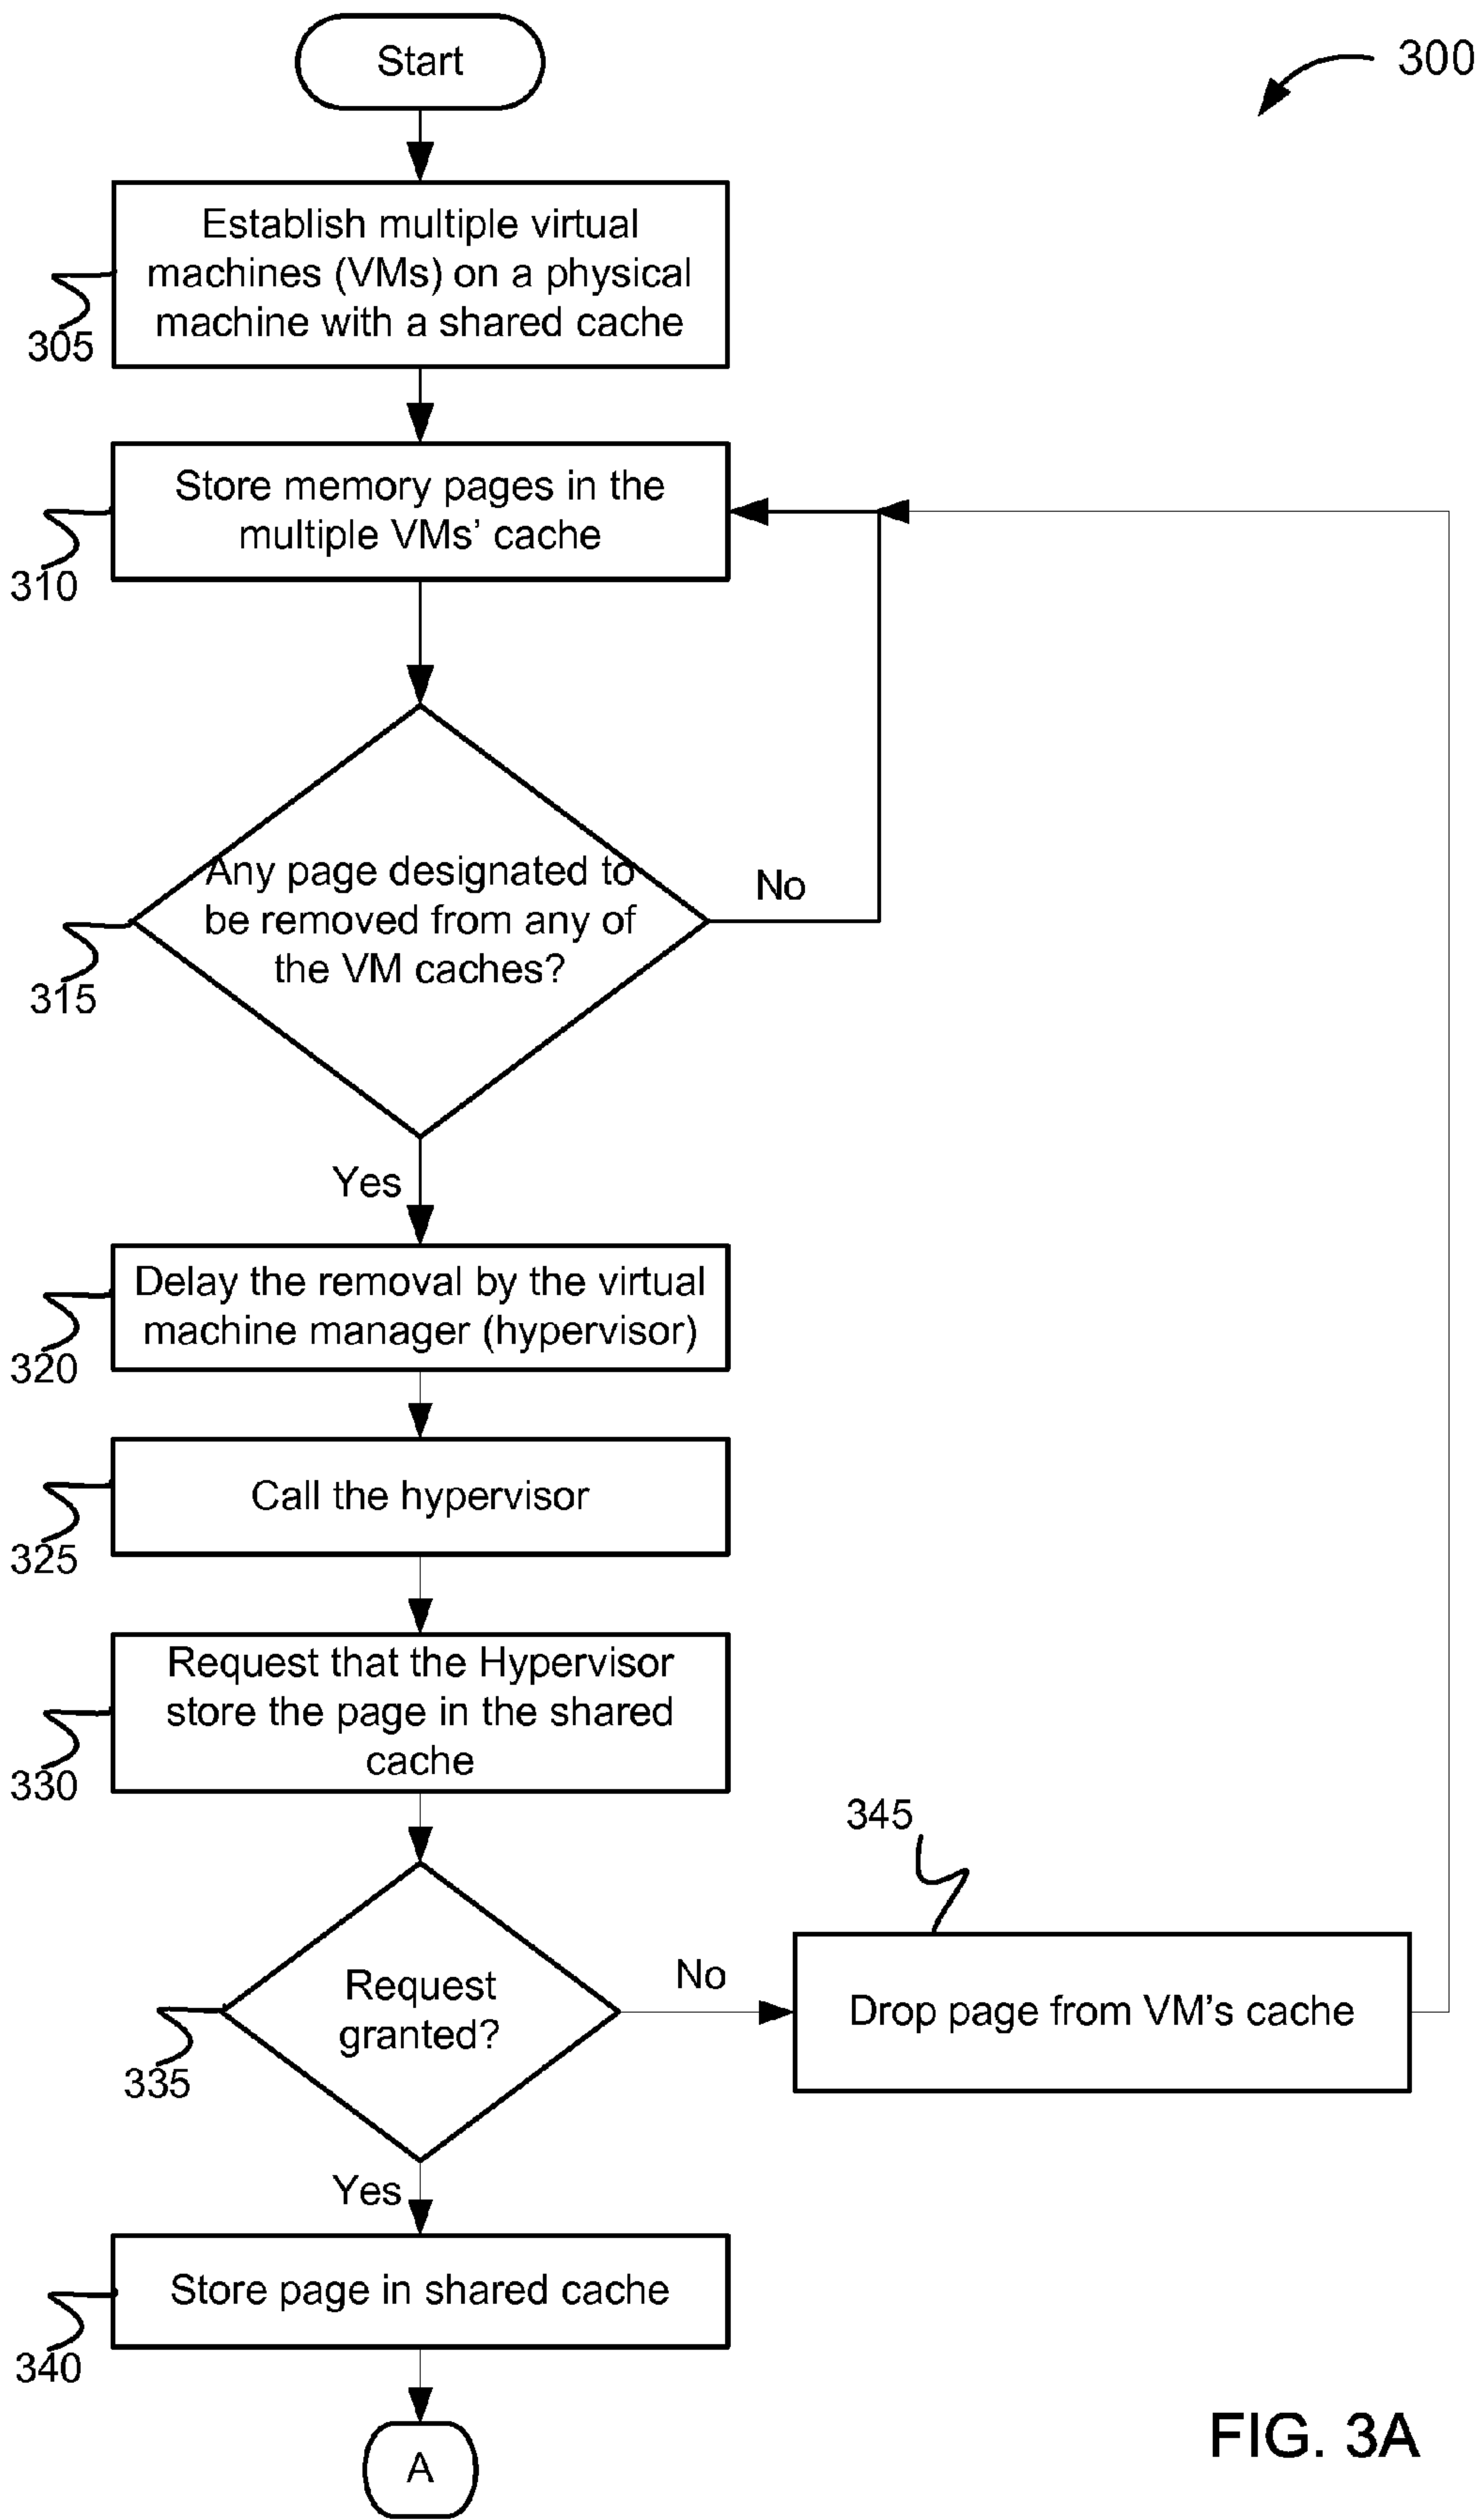 Start
300
Establish multiple virtual
machines (VMs) on a physical
machine with a shared cache
305
Store memory pages in the
multiple VMs' cache
310
Any page designated to
be removed from any of
the VM caches?
No
315
Yes
Delay the removal by the virtual
machine manager (hypervisor)
320
Call the hypervisor
325
Request that the Hypervisor
store the page in the shared
cache
330
345
Request
granted?
No
Drop page from VM's cache
335
Yes
Store page in shared cache
340
A
FIG. 3A